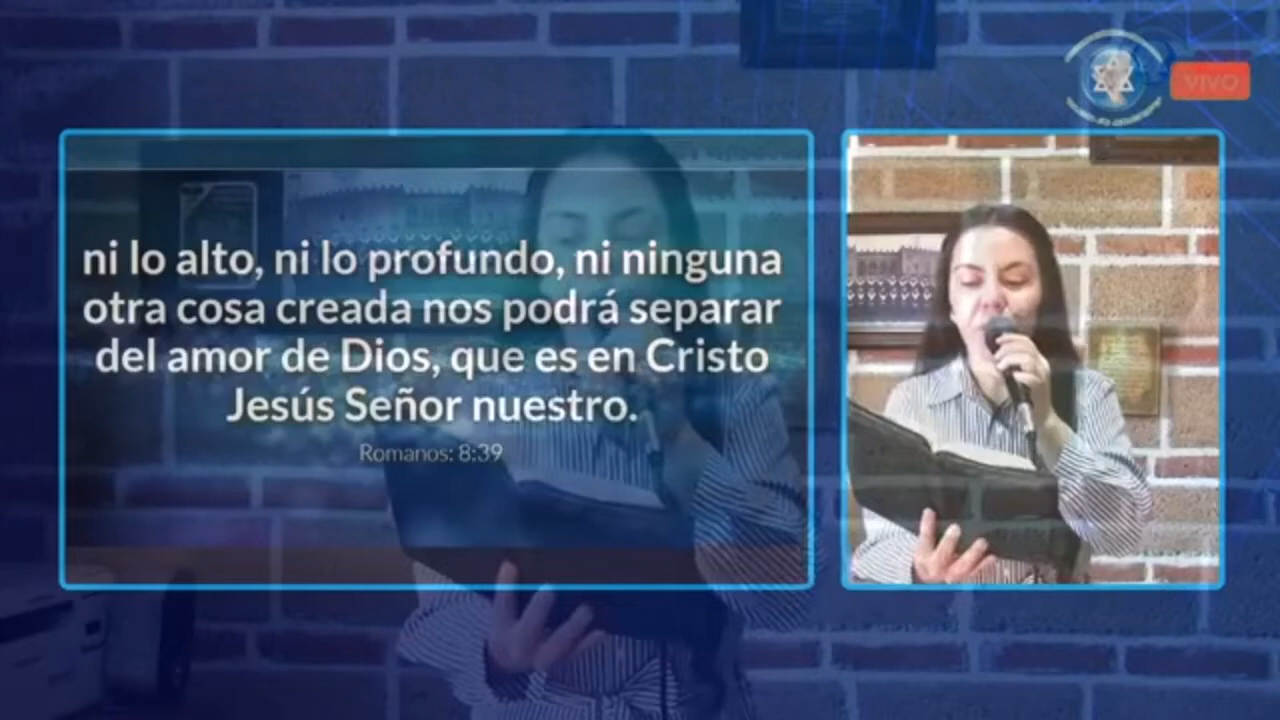 VIVO
ni lo alto, ni lo profundo, ni ninguna
otra cosa creada nos podrá separar
del amor de Dios, que es en Cristo
Jesús Señor nuestro.
Romanos: 8:39